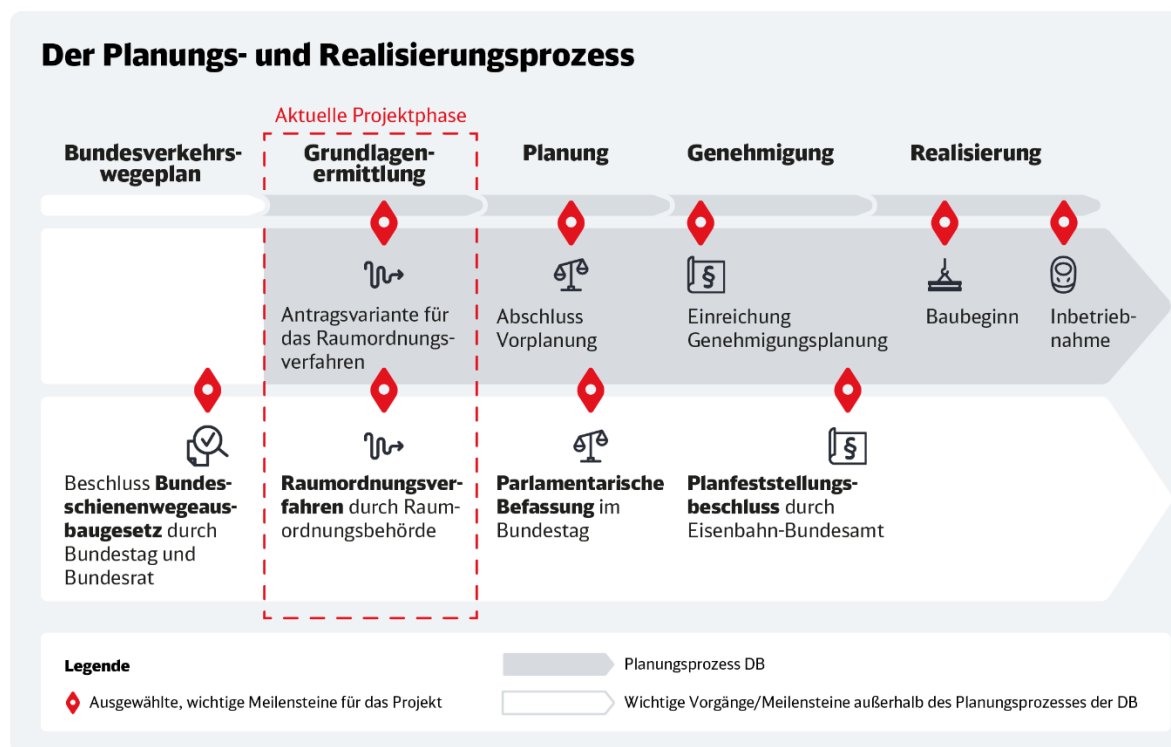 Der Planungs- und Realisierungsprozess
Aktuelle Projektphase
Bundesverkehrs-
wegeplan
Grundlagen-
ermittlung
Planung
Genehmigung
Realisierung
Antragsvariante für
das Raumordnungs-
verfahren
Abschluss
Vorplanung
§
Einreichung
Genehmigungsplanung
Baubeginn
Inbetrieb-
nahme
Beschluss Bundes-
schienenwegeaus-
baugesetz durch
Bundestag und
Bundesrat
Raumordnungsver-
fahren durch Raum-
ordnungsbehörde
Parlamentarische
Befassung im
Bundestag
§
Planfeststellungs-
beschluss durch
Eisenbahn-Bundesamt
Legende
Ausgewählte, wichtige Meilensteine für das Projekt
Planungsprozess DB
Wichtige Vorgänge/Meilensteine außerhalb des Planungsprozesses der DB